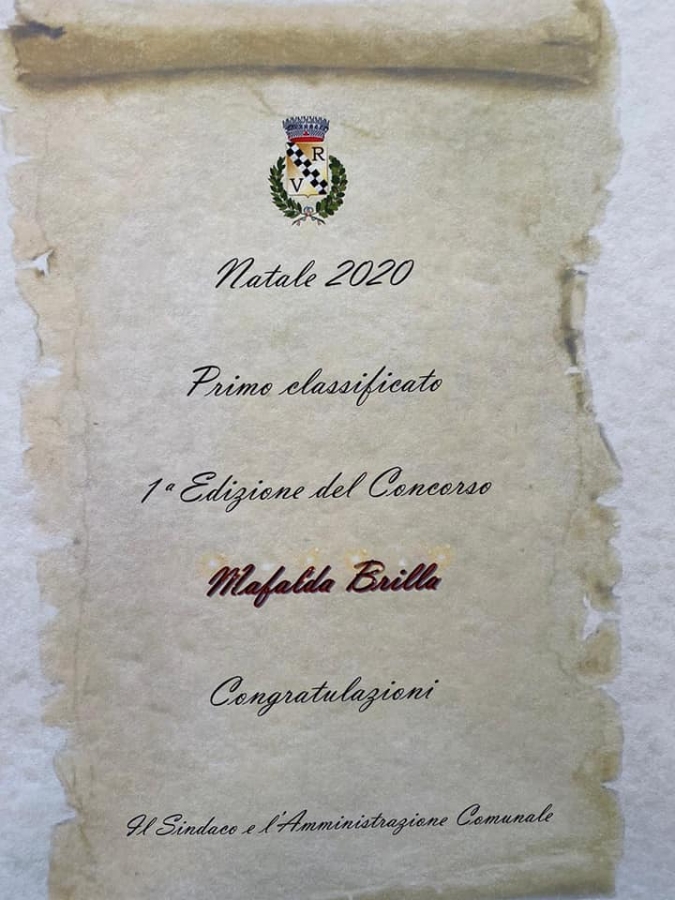 R
V
Natale 2020
Primo classificato
1ª Edizione del Concorso
Mafalda Brilla
Congratulazioni
Il Sindaco e l'Amministrazione Comunale